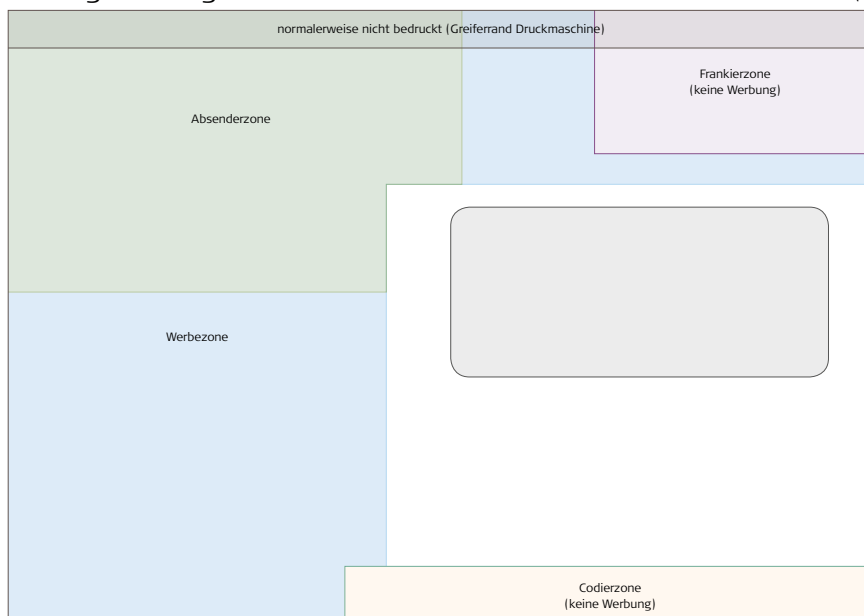 normalerweise nicht bedruckt (Greiferrand Druckmaschine)
Frankierzone
(keine Werbung)
Absenderzone
Werbezone
Codierzone
(keine Werbung)